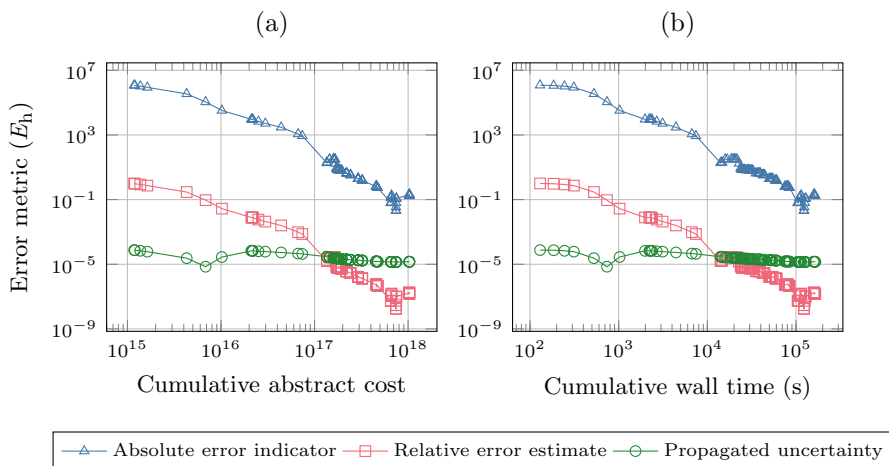 (a)
(b)
Error metric (E_h)
10^7
10^3
10^−1
10^−5
10^−9
10^15
10^16
10^17
10^18
Cumulative abstract cost
10^7
10^3
10^−1
10^−5
10^−9
10^2
10^3
10^4
10^5
Cumulative wall time (s)
Absolute error indicator
Relative error estimate
Propagated uncertainty